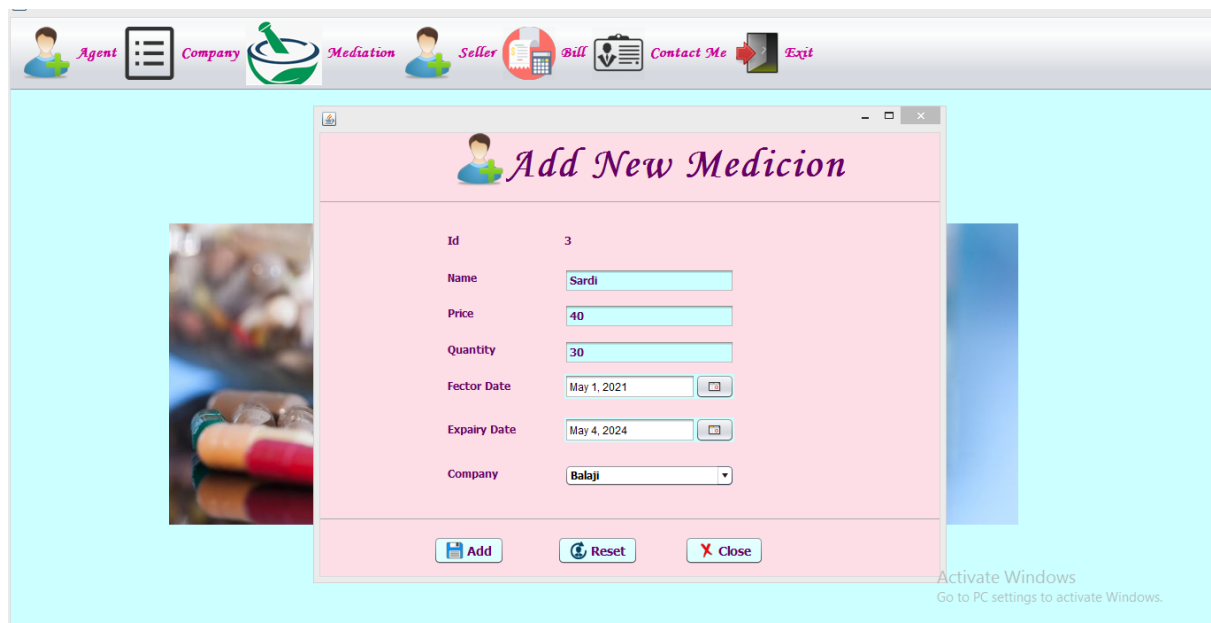 Agent Company Mediation Seller Bill Contact Me Exit
Add New Medicion
Id 3
Name Sardi
Price 40
Quantity 30
Fector Date May 1, 2021
Expairy Date May 4, 2024
Company Balaji
Add Reset Close
Activate Windows
Go to PC settings to activate Windows.